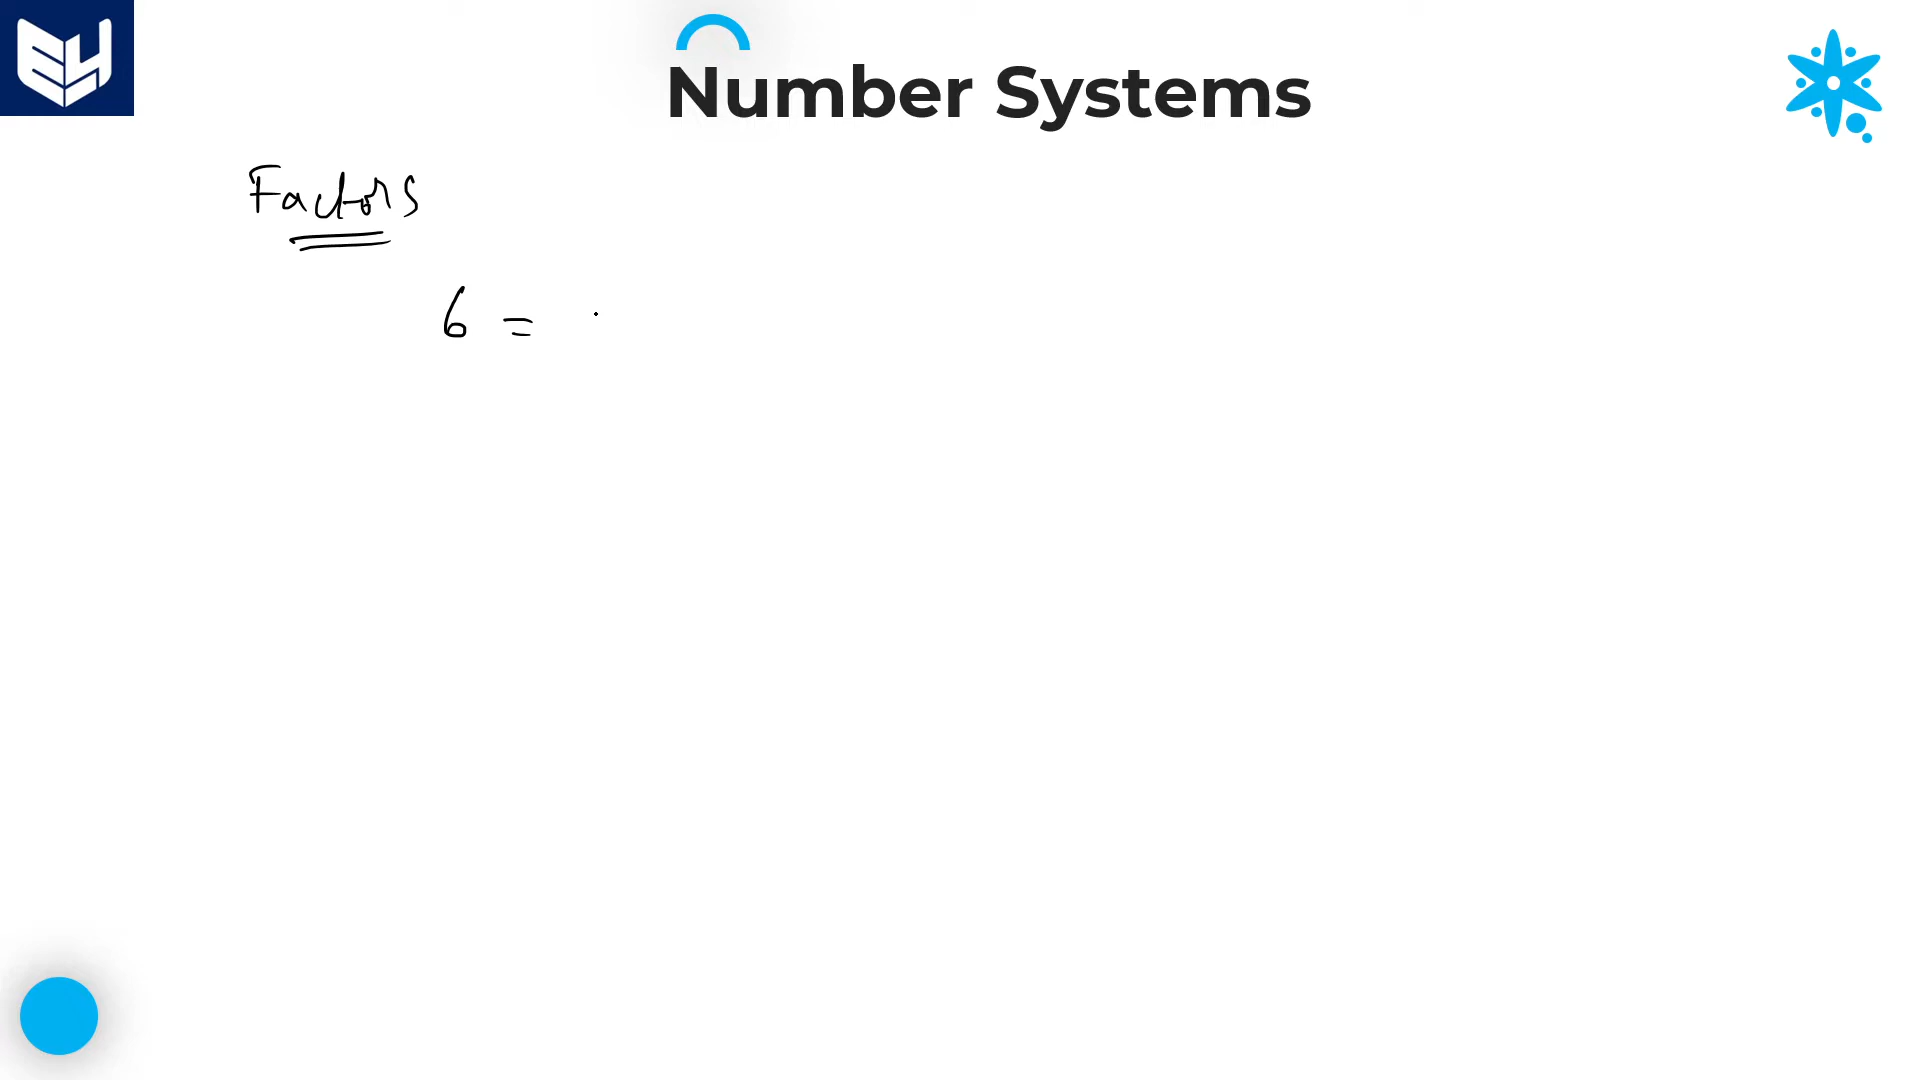 Number Systems
Factors
6 =